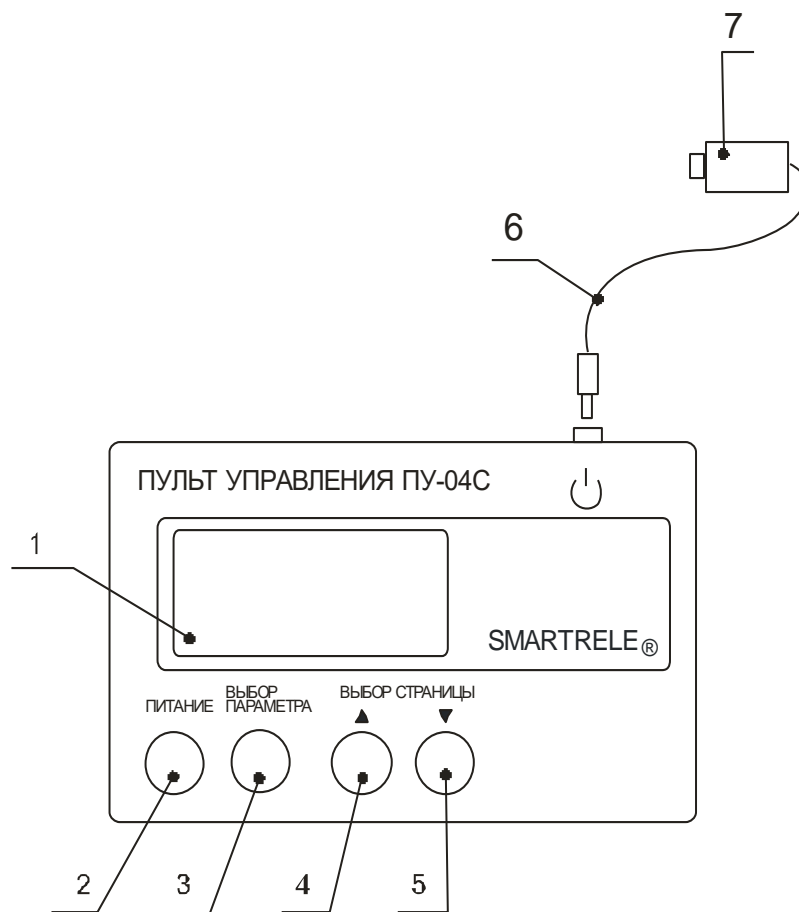 7
6
ПУЛЬТ УПРАВЛЕНИЯ ПУ-04С
1
SMARTRELE®
ПИТАНИЕ
ВЫБОР
ПАРАМЕТРА
ВЫБОР СТРАНИЦЫ
▲ ▼
2 3 4 5